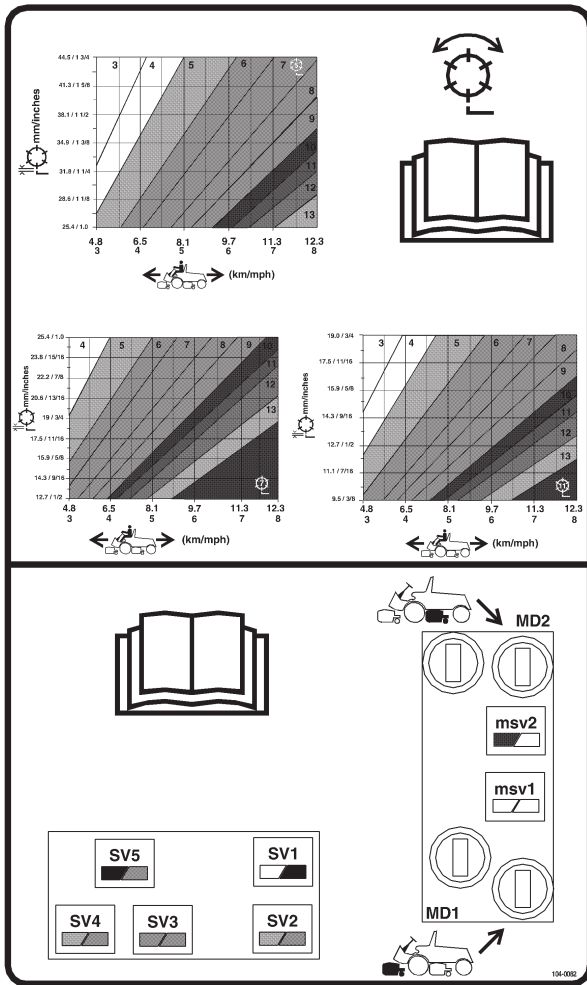 44.5 / 1 3/4
41.3 / 1 5/8
38.1 / 1 1/2
34.9 / 1 3/8
31.8 / 1 1/4
28.6 / 1 1/8
25.4 / 1.0
mm/inches
3 4 5 6 7 5
8
9
10
11
12
13
4.8 6.5 8.1 9.7 11.3 12.3
3 4 5 6 7 8
(km/mph)
25.4 / 1.0
23.8 / 15/16
22.2 / 7/8
20.6 / 13/16
19 / 3/4
17.5 / 11/16
15.9 / 5/8
14.3 / 9/16
12.7 / 1/2
mm/inches
4 5 6 7 8 9 10
11
12
13
7
4.8 6.5 8.1 9.7 11.3 12.3
3 4 5 6 7 8
(km/mph)
19.0 / 3/4
17.5 / 11/16
15.9 / 5/8
14.3 / 9/16
12.7 / 1/2
11.1 / 7/16
9.5 / 3/8
mm/inches
3 4 5 6 7
8
9
10
11
12
13
11
4.8 6.5 8.1 9.7 11.3 12.3
3 4 5 6 7 8
(km/mph)
MD2
msv2
msv1
MD1
SV5 SV1
SV4 SV3 SV2
104-0082